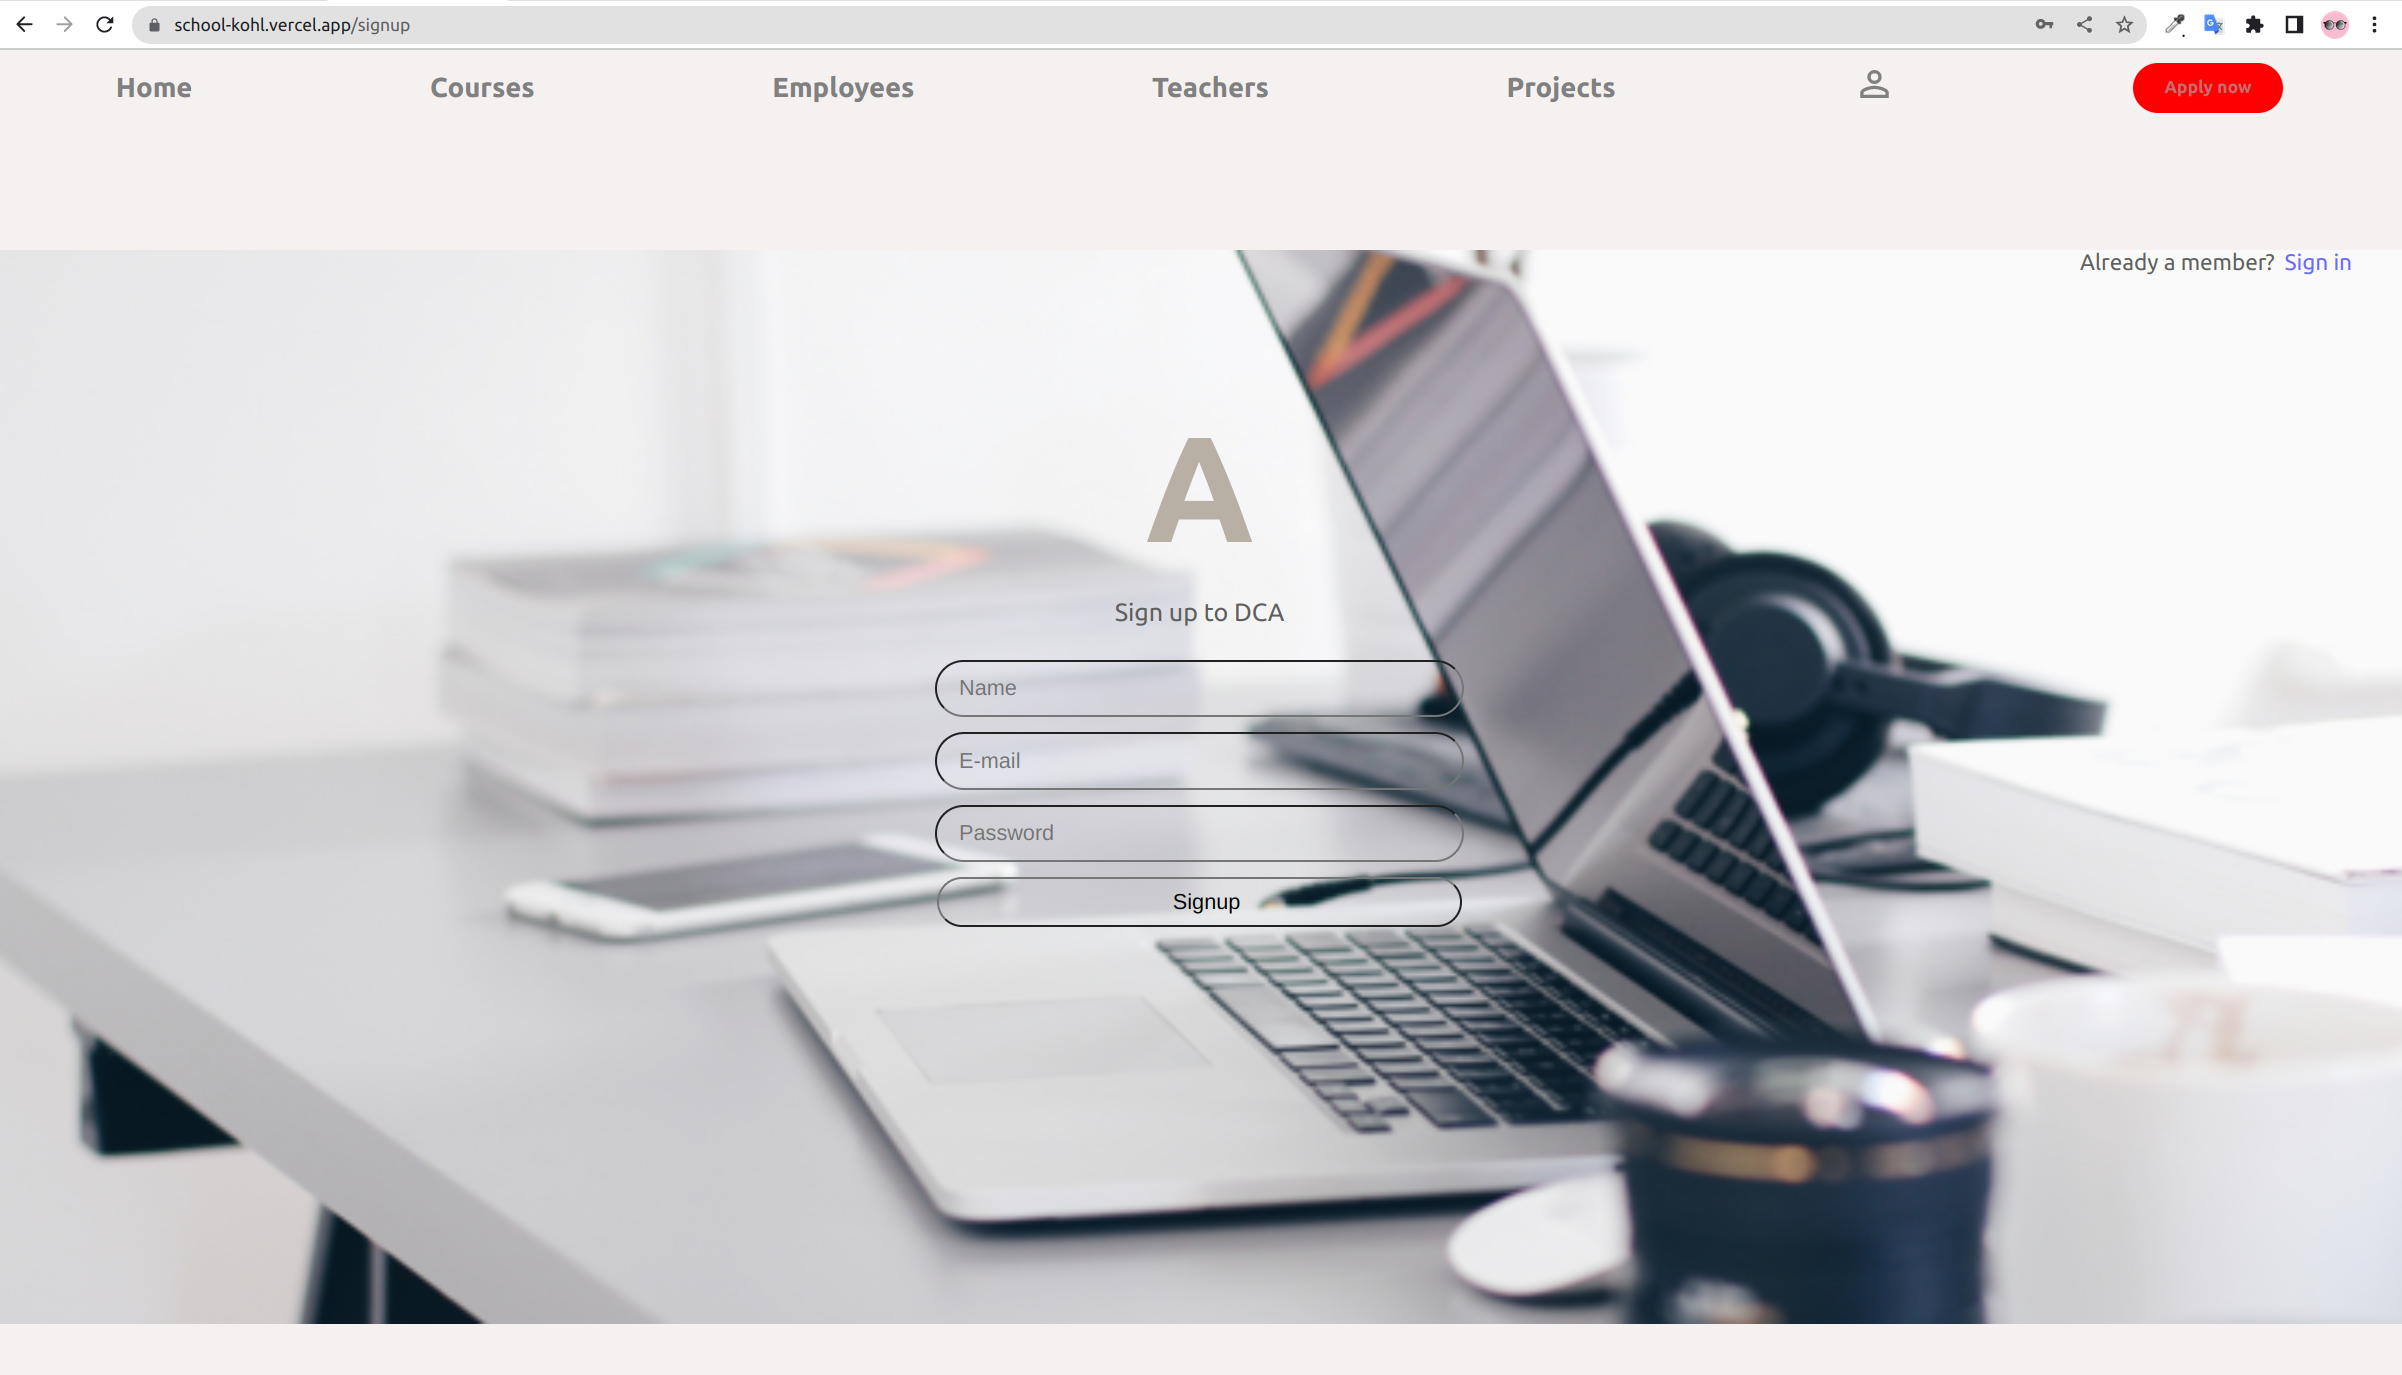 school-kohl.vercel.app/signup
Home Courses Employees Teachers Projects Apply now
Already a member? Sign in
A
Sign up to DCA
Name
E-mail
Password
Signup